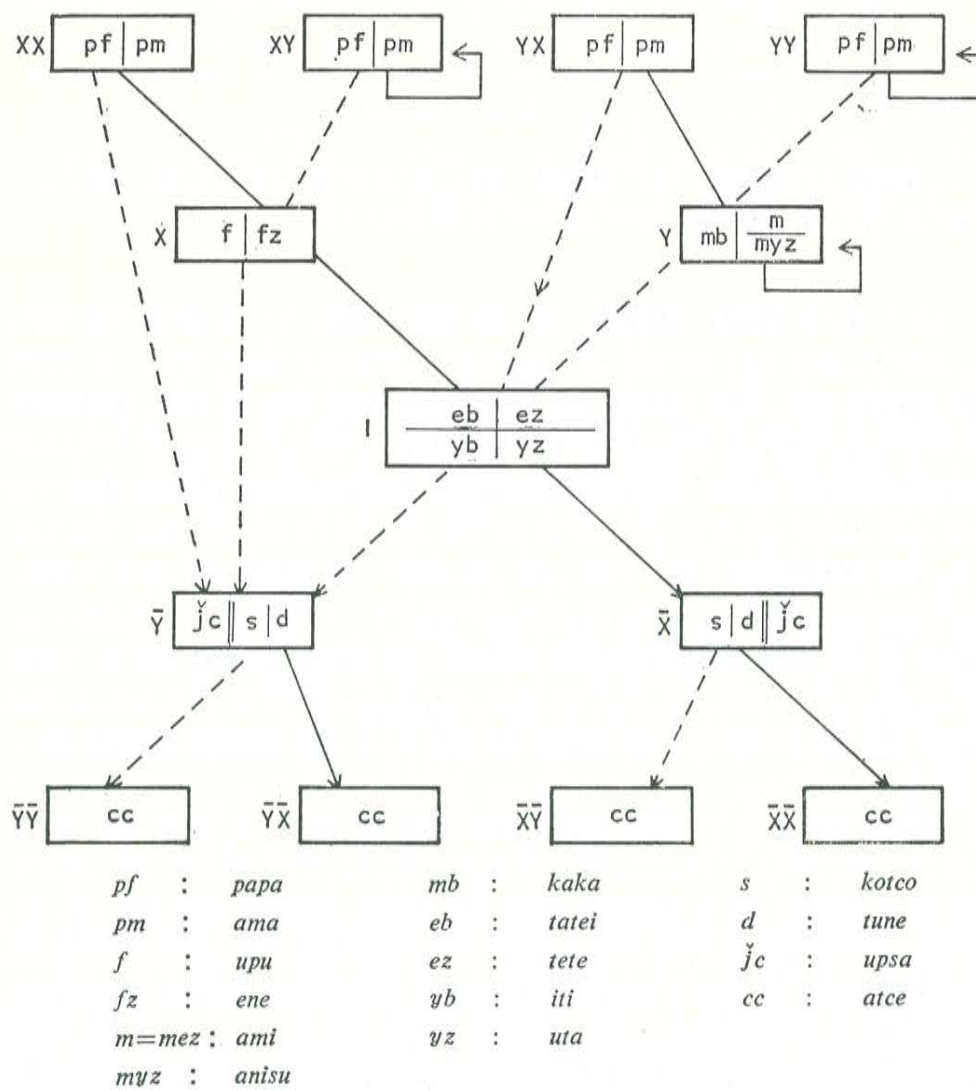 XX pf pm XY pf pm YX pf pm YY pf pm
X f fz Y mb m
myz
I eb ez
yb yz
Ȳ ǰc s d X̄ s d ǰc
ȲȲ cc ȲX̄ cc X̄Ȳ cc X̄X̄ cc
pf : papa mb : kaka s : kotco
pm : ama eb : tatei d : tune
f : upu ez : tete ǰc : upsa
fz : ene yb : iti cc : atce
m=mez : ami yz : uta
myz : anisu